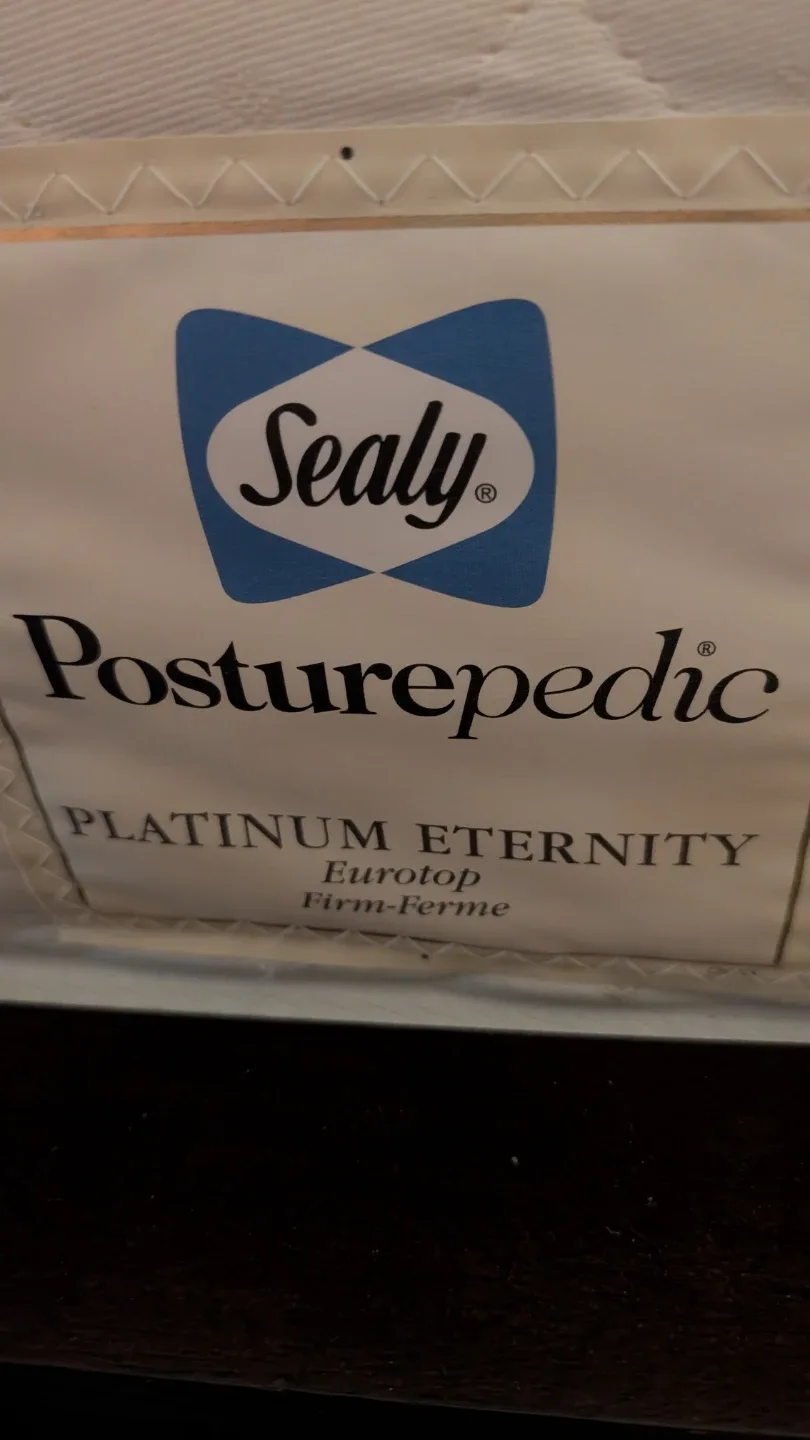 Sealy®
Posturepedic®
PLATINUM ETERNITY
Eurotop
Firm-Ferme